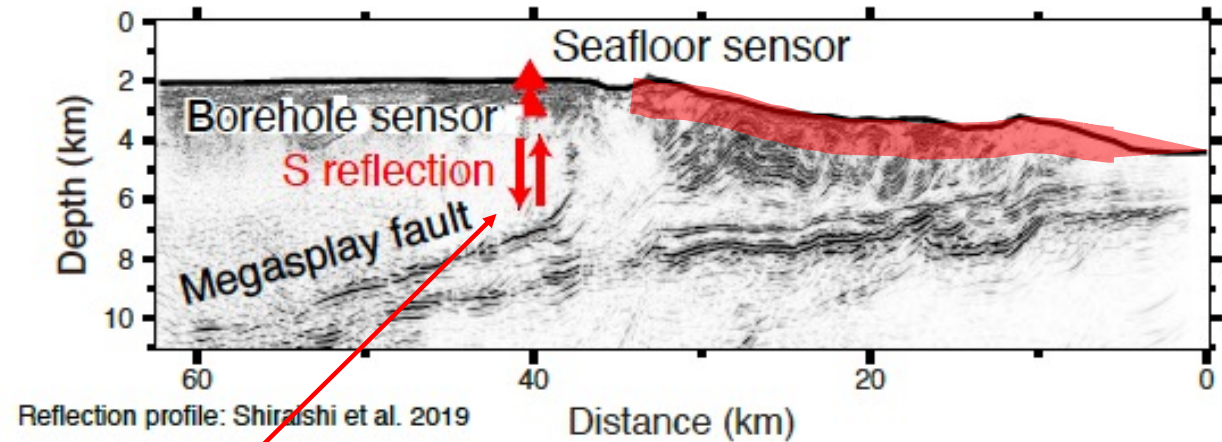 0
2
4
6
8
10
Depth (km)
Seafloor sensor
Borehole sensor
S reflection
Megasplay fault
60
40
20
0
Reflection profile: Shiraishi et al. 2019
Distance (km)